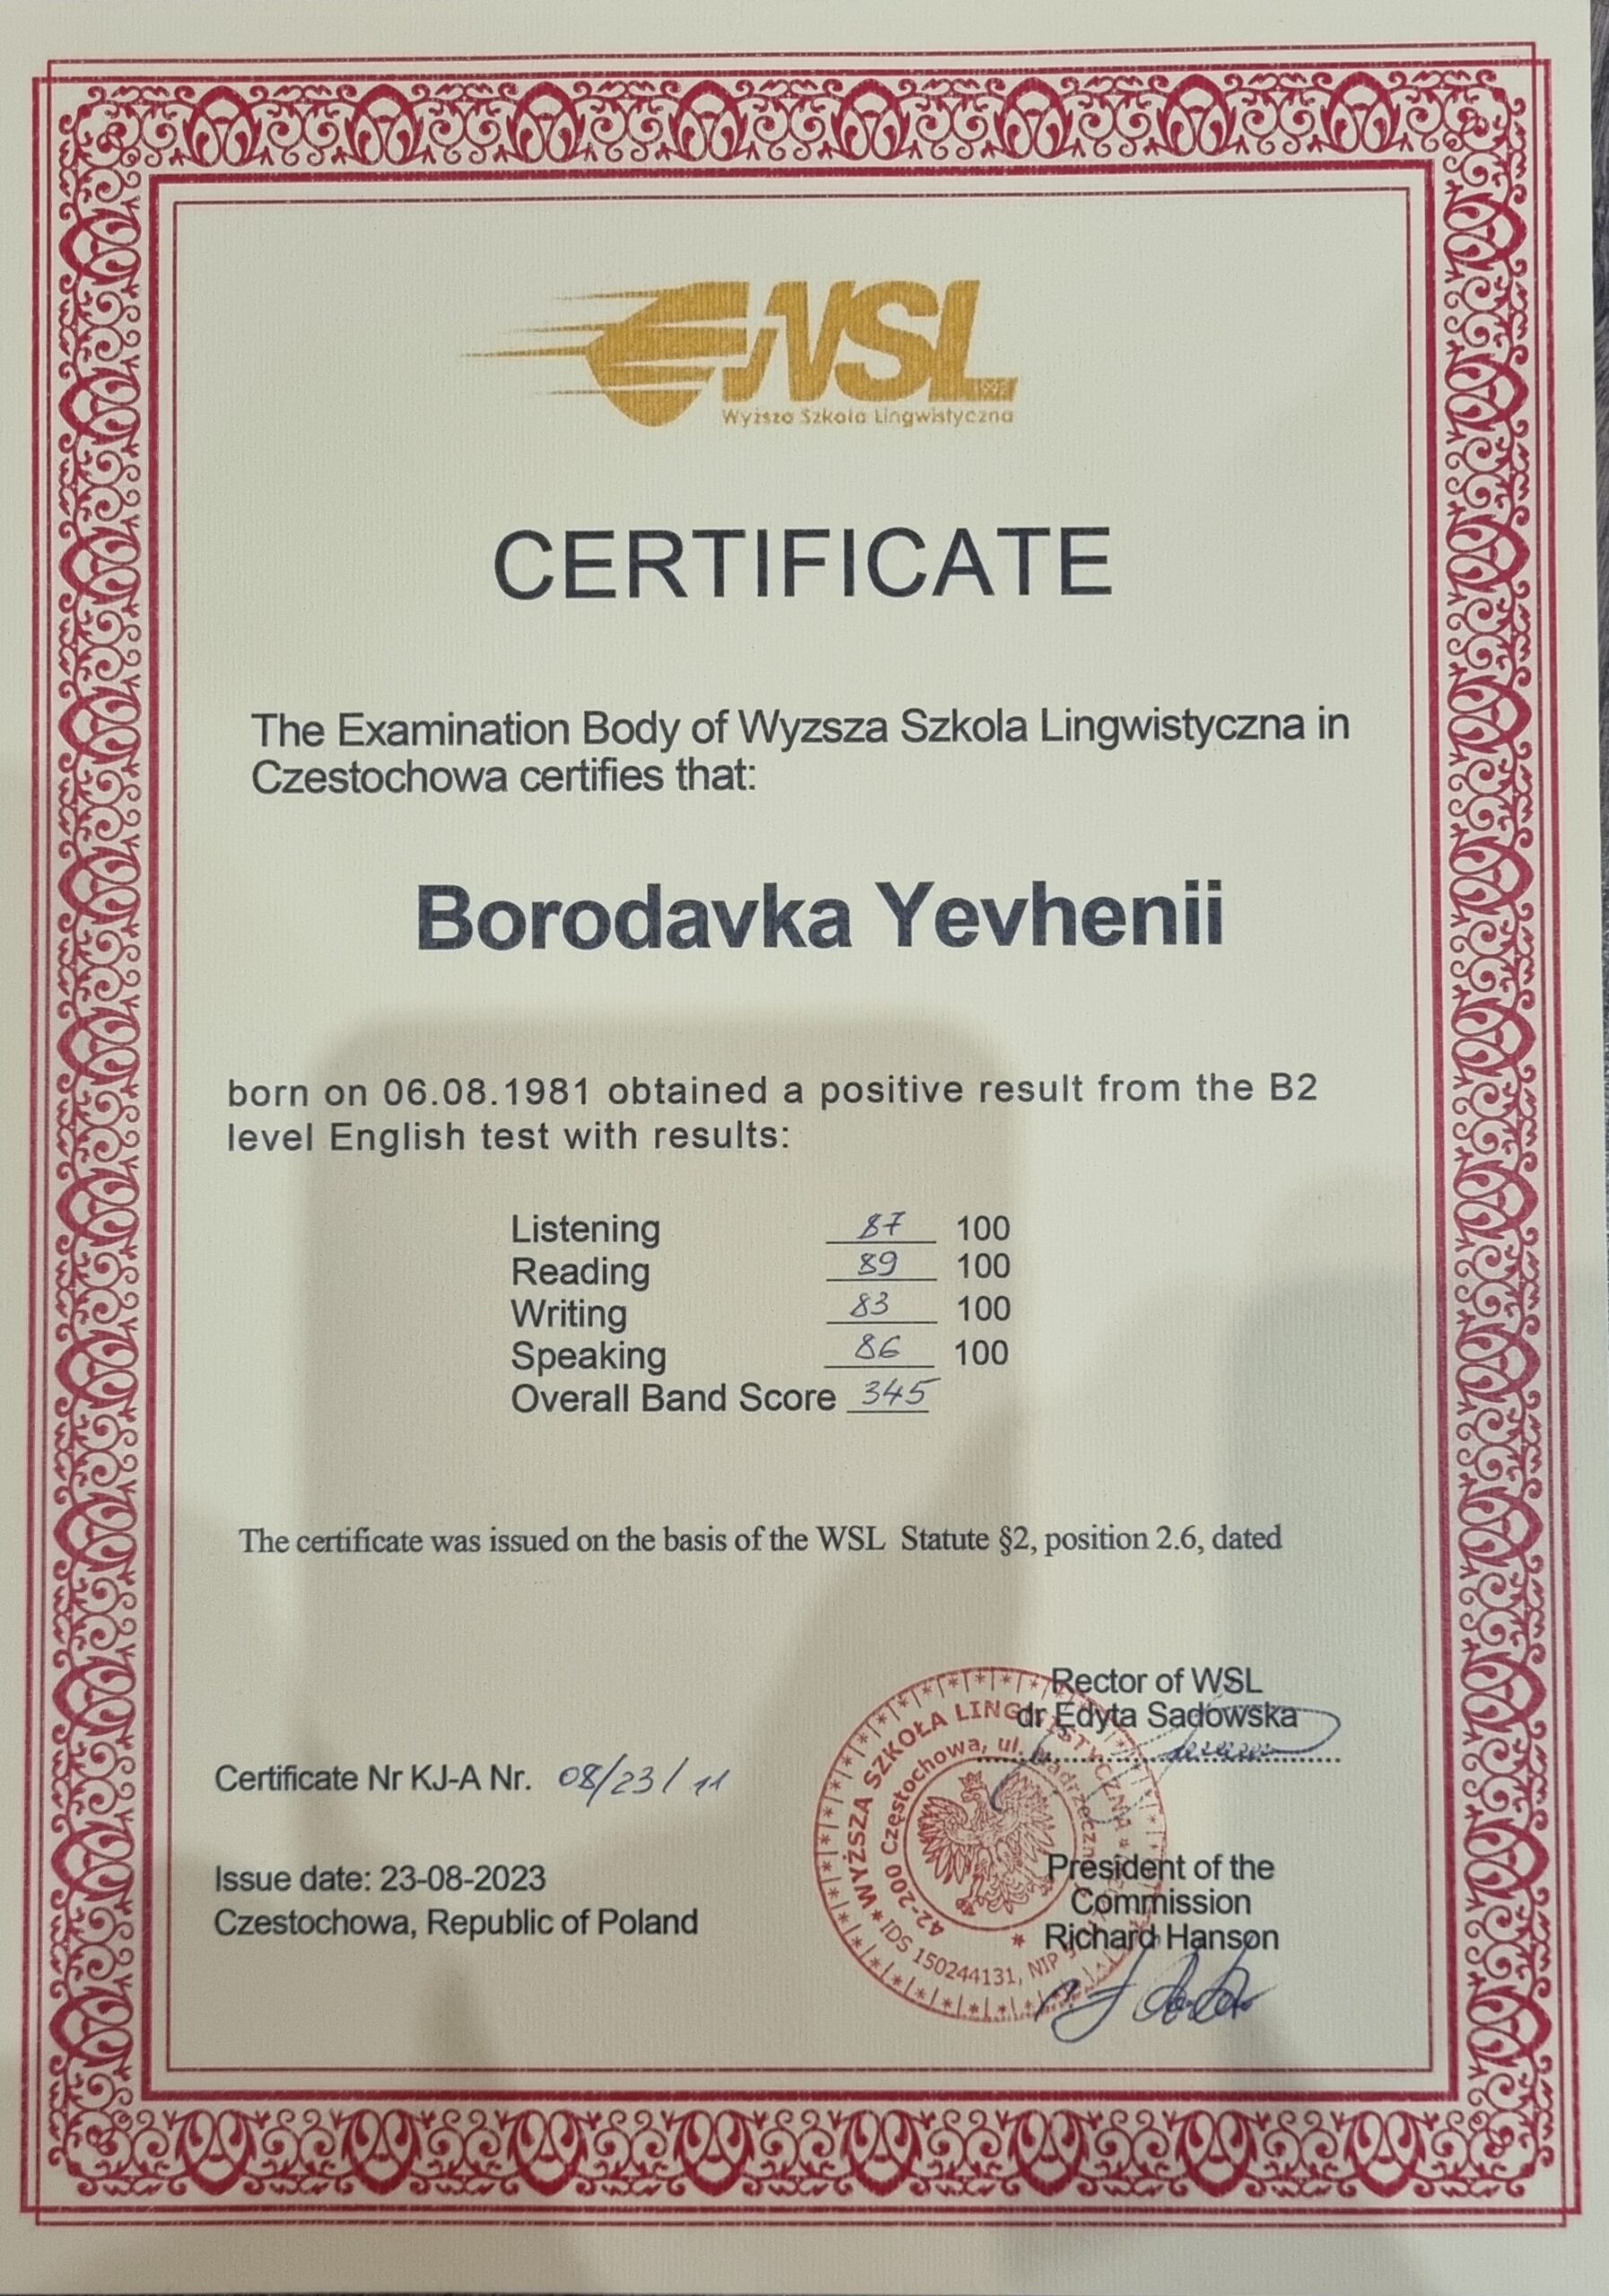 WSL
Wyższa Szkoła Lingwistyczna
CERTIFICATE
The Examination Body of Wyzsza Szkola Lingwistyczna in
Czestochowa certifies that:
Borodavka Yevhenii
born on 06.08.1981 obtained a positive result from the B2
level English test with results:
Listening 87 100
Reading 89 100
Writing 83 100
Speaking 86 100
Overall Band Score 345
The certificate was issued on the basis of the WSL Statute §2, position 2.6, dated
Rector of WSL
dr Edyta Sadowska
Certificate Nr KJ-A Nr. 08/23/11
Issue date: 23-08-2023
Czestochowa, Republic of Poland
President of the
Commission
Richard Hanson
WYŻSZA SZKOŁA LINGWISTYCZNA
42-200 Częstochowa, ul. Nadrzeczna
IDS 150244131, NIP